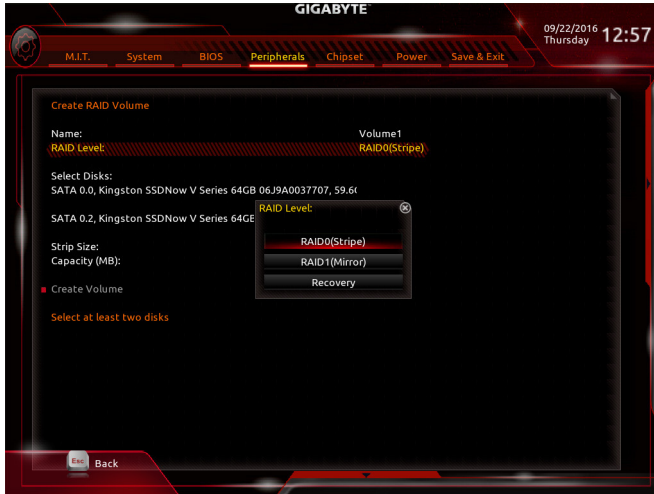 GIGABYTE™
09/22/2016
Thursday
12:57
M.I.T. System BIOS Peripherals Chipset Power Save & Exit
Create RAID Volume
Name: Volume1
RAID Level: RAID0(Stripe)
Select Disks:
SATA 0.0, Kingston SSDNow V Series 64GB 06J9A0037707, 59.6(
SATA 0.2, Kingston SSDNow V Series 64GE
RAID Level:
RAID0(Stripe)
RAID1(Mirror)
Recovery
Strip Size:
Capacity (MB):
Create Volume
Select at least two disks
Esc Back